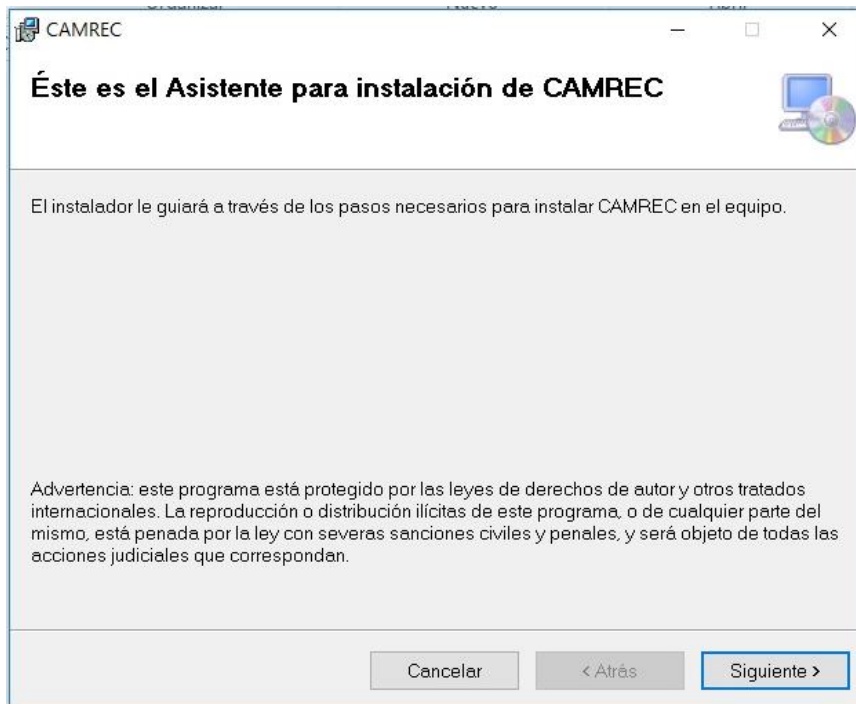 CAMREC
Éste es el Asistente para instalación de CAMREC
El instalador le guiará a través de los pasos necesarios para instalar CAMREC en el equipo.
Advertencia: este programa está protegido por las leyes de derechos de autor y otros tratados
internacionales. La reproducción o distribución ilícitas de este programa, o de cualquier parte del
mismo, está penada por la ley con severas sanciones civiles y penales, y será objeto de todas las
acciones judiciales que correspondan.
Cancelar
< Atrás
Siguiente >